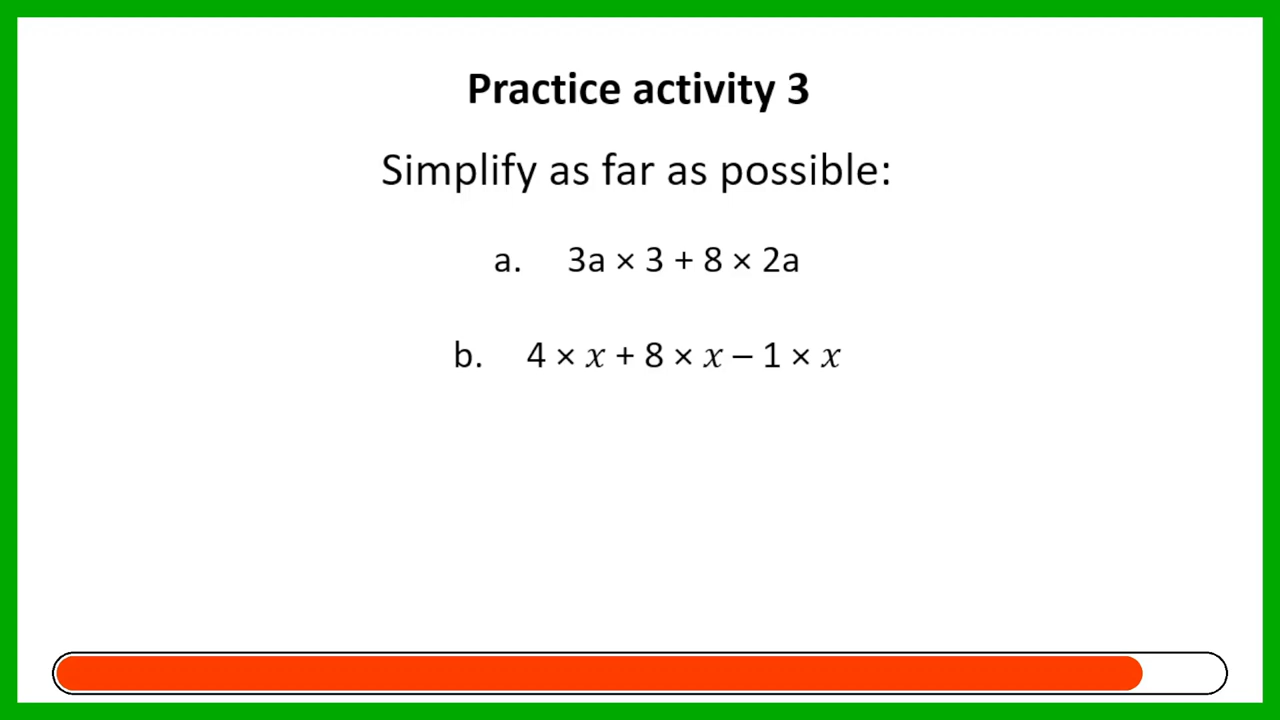 Practice activity 3
Simplify as far as possible:
a. 3a × 3 + 8 × 2a
b. 4 × x + 8 × x – 1 × x